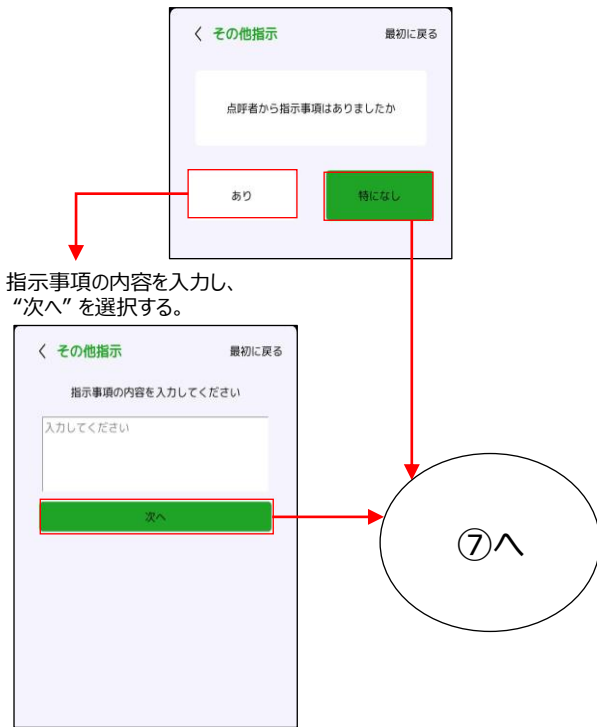 その他指示
最初に戻る
点呼者から指示事項はありましたか
あり
特になし
指示事項の内容を入力し、
“次へ” を選択する。
その他指示
最初に戻る
指示事項の内容を入力してください
入力してください
次へ
⑦へ